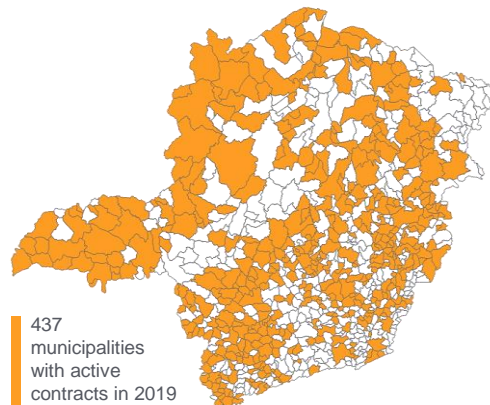 437
municipalities
with active
contracts in 2019